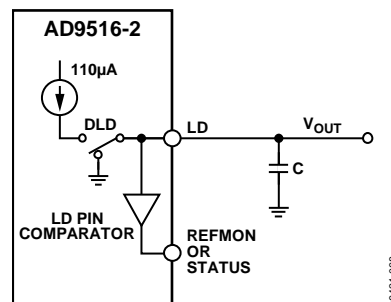 AD9516-2
110µA
DLD
LD
VOUT
C
LD PIN
COMPARATOR
REFMON
OR
STATUS